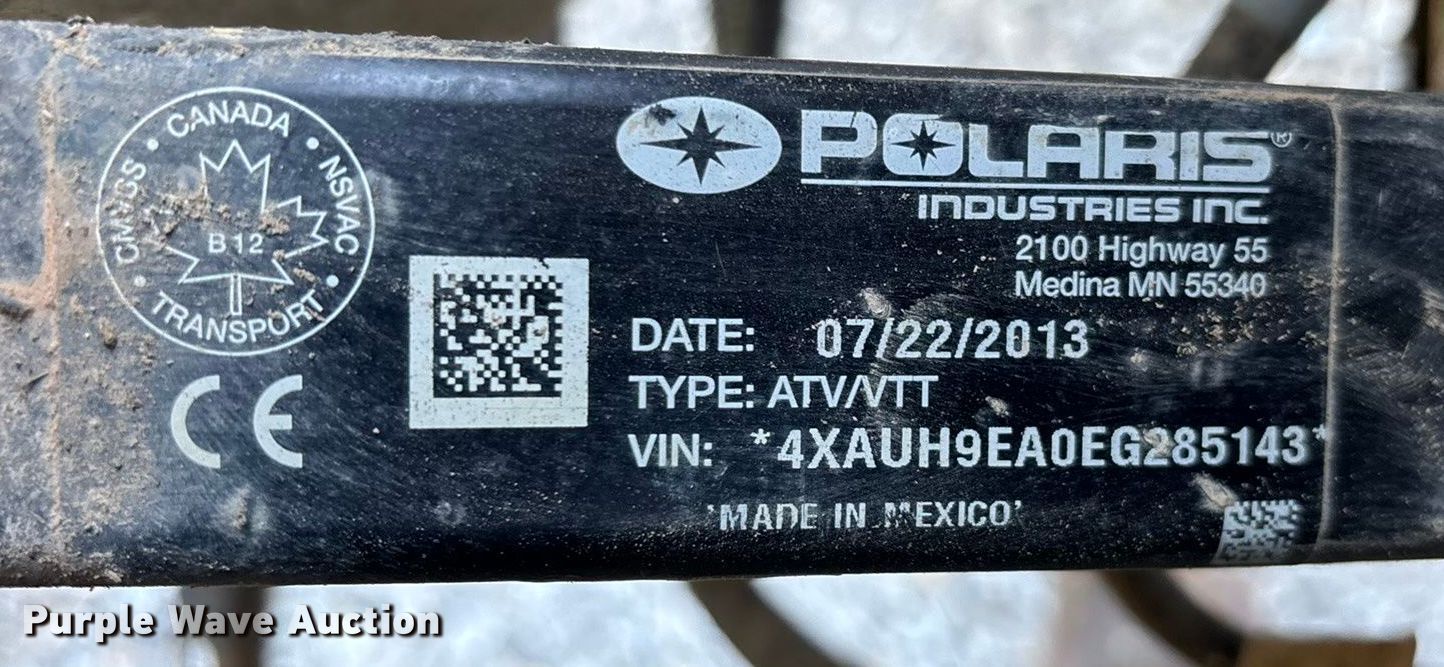 CANADA
CMVSS
NSVAC
B 12
TRANSPORT
CE
POLARIS®
INDUSTRIES INC.
2100 Highway 55
Medina MN 55340
DATE: 07/22/2013
TYPE: ATV/VTT
VIN: *4XAUH9EA0EG285143*
'MADE IN MEXICO'
Purple Wave Auction